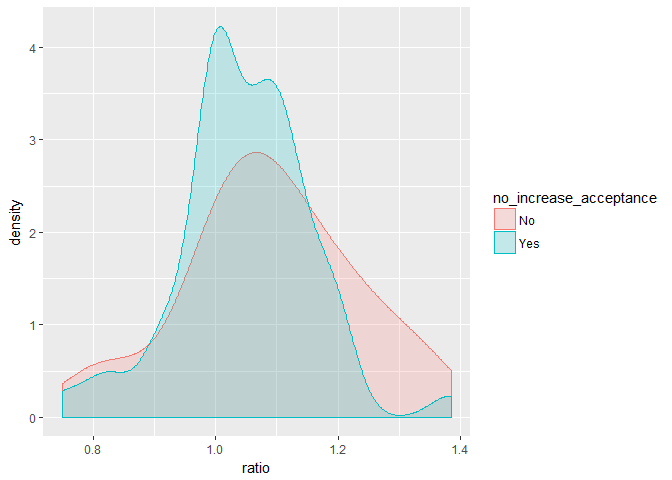 density
4
3
2
1
0
0.8
1.0
1.2
1.4
ratio
no_increase_acceptance
No
Yes